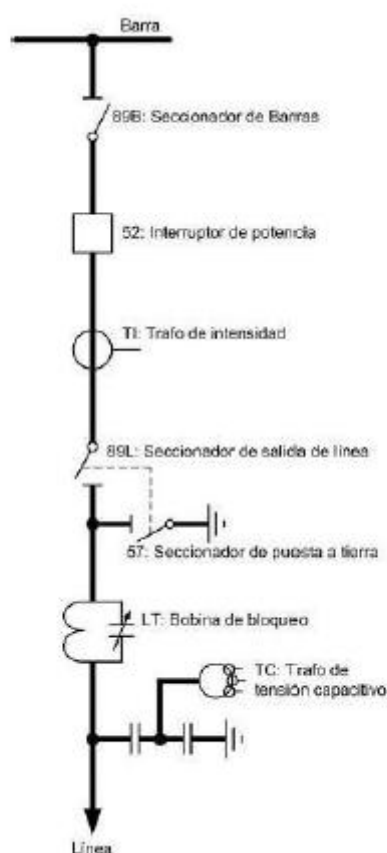 Barra
89B: Seccionador de Barras
52: Interruptor de potencia
TI: Trafo de intensidad
89L: Seccionador de salida de línea
57: Seccionador de puesta a tierra
LT: Bobina de bloqueo
TC: Trafo de
tensión capacitivo
Línea